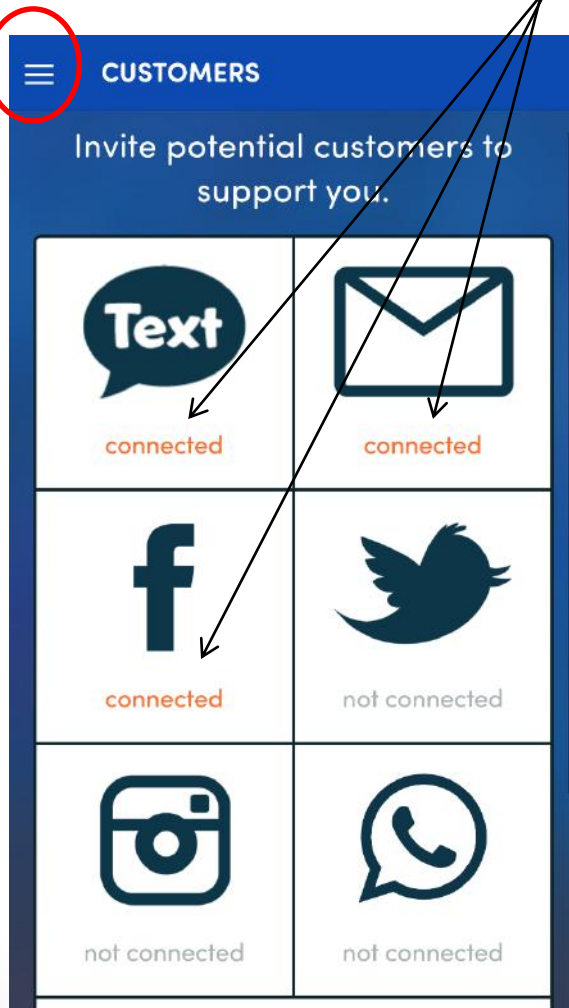 CUSTOMERS
Invite potential customers to
support you.
Text
connected
connected
connected
not connected
not connected
not connected